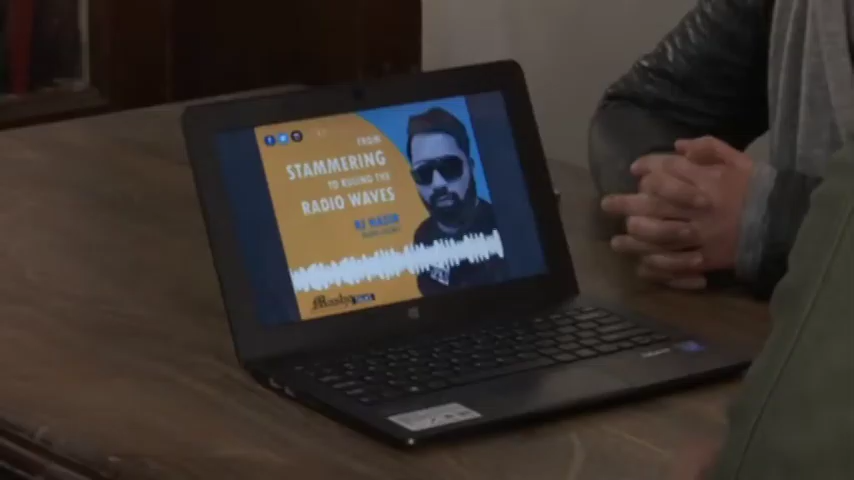 FROM
STAMMERING
TO RULING THE
RADIO WAVES
RJ NASIR